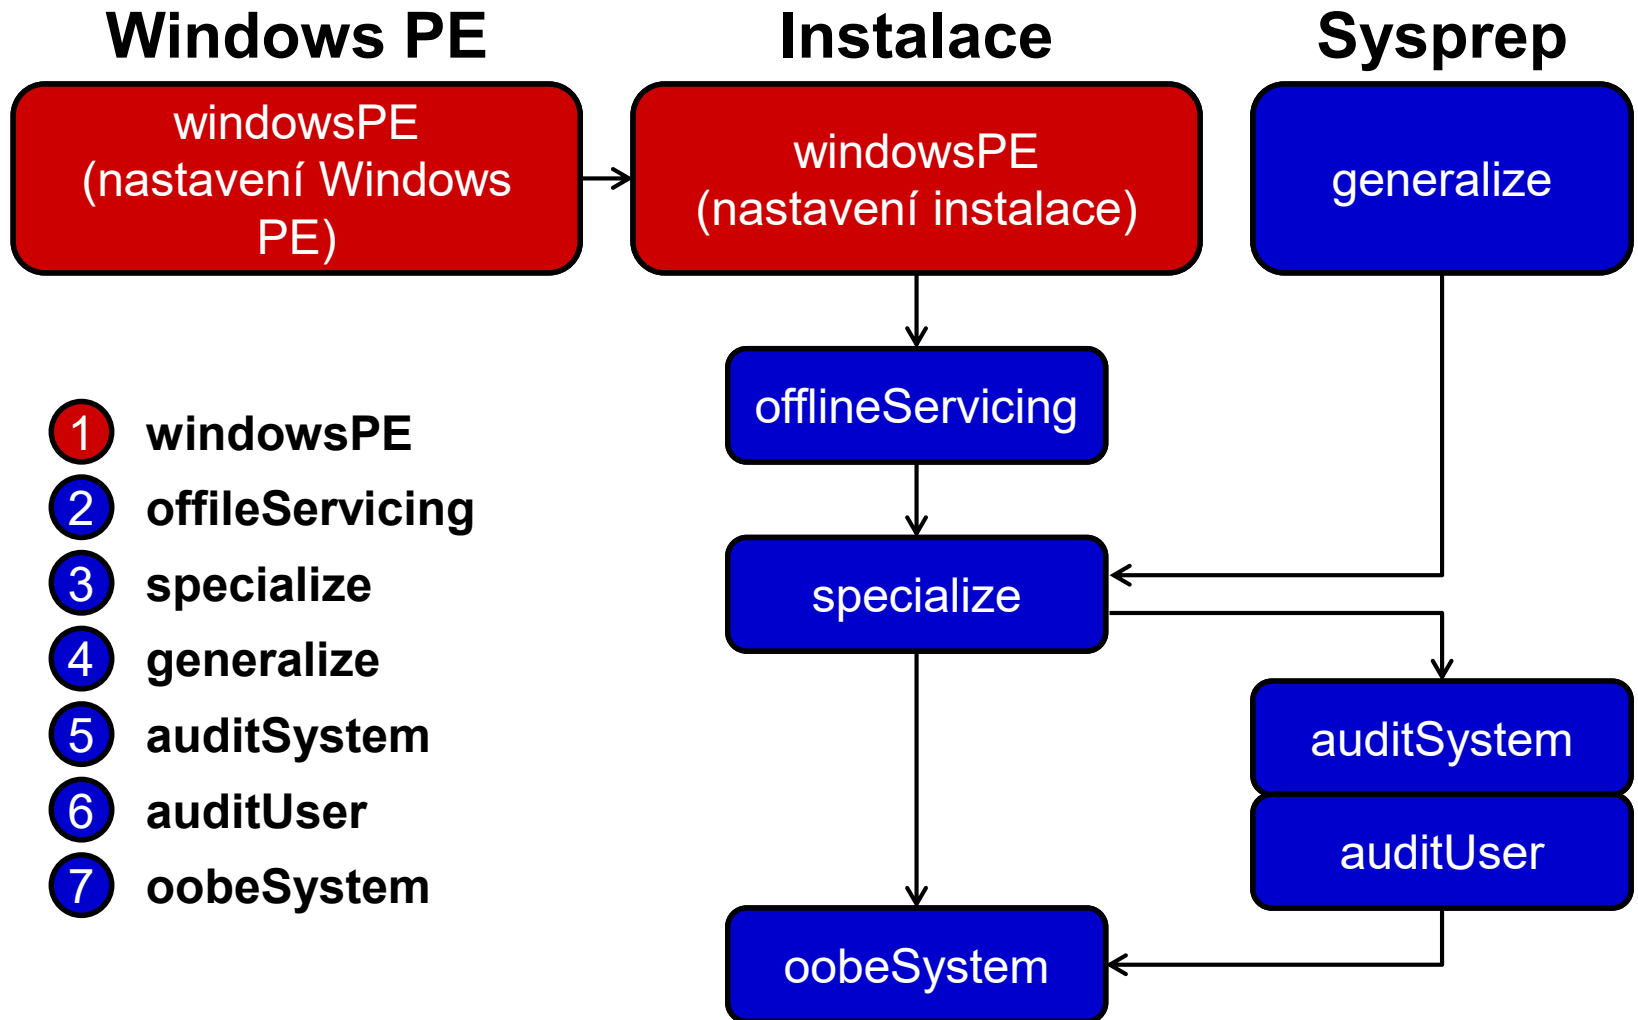 Windows PE
Instalace
Sysprep
windowsPE
(nastavení Windows
PE)
windowsPE
(nastavení instalace)
generalize
offlineServicing
1 windowsPE
2 offileServicing
3 specialize
4 generalize
5 auditSystem
6 auditUser
7 oobeSystem
specialize
auditSystem
auditUser
oobeSystem